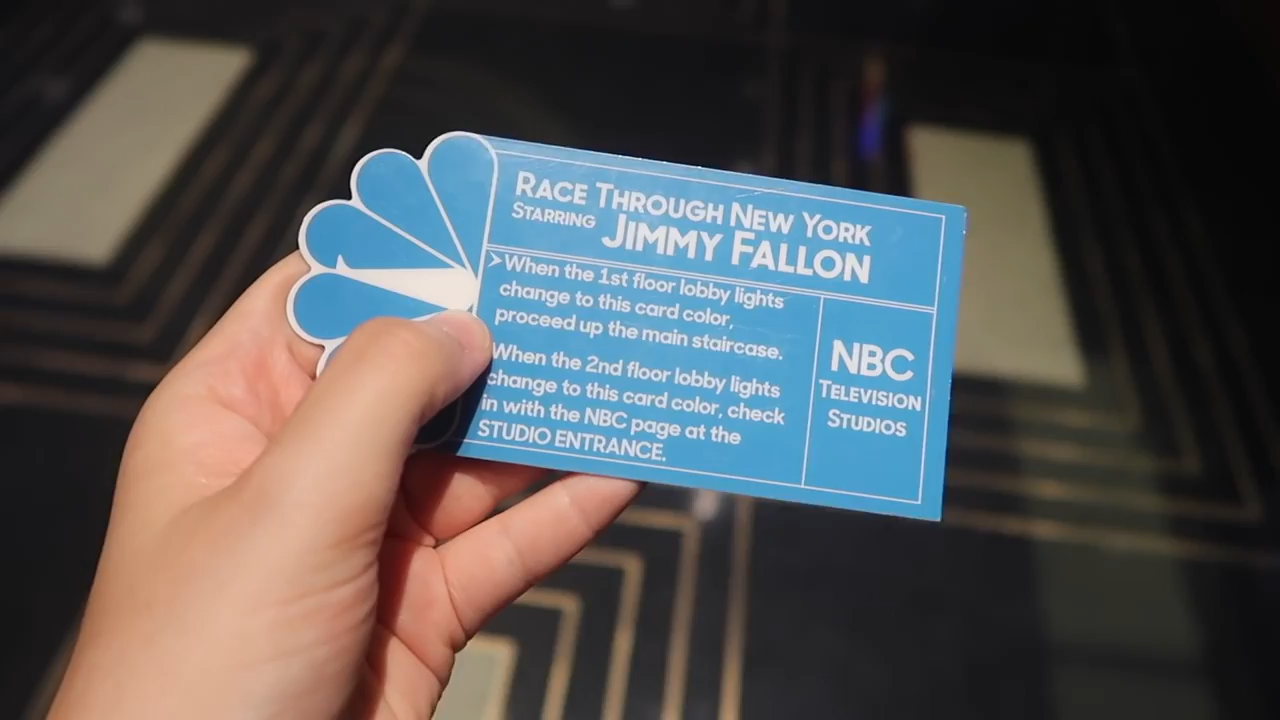 RACE THROUGH NEW YORK
STARRING JIMMY FALLON
When the 1st floor lobby lights
change to this card color,
proceed up the main staircase.
When the 2nd floor lobby lights
change to this card color, check
in with the NBC page at the
STUDIO ENTRANCE.
NBC
TELEVISION
STUDIOS